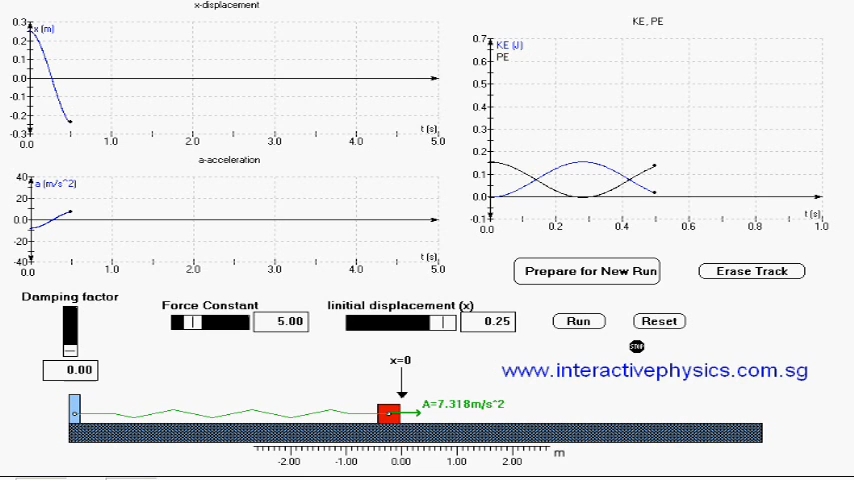 x-displacement
KE, PE
0.3
x (m)
0.2
0.1
0.0
-0.1
-0.2
-0.3
t (s)
0.0
1.0
2.0
3.0
4.0
5.0
0.7
KE (J)
PE
0.6
0.5
0.4
0.3
0.2
0.1
0.0
-0.1
t (s)
0.0
0.2
0.4
0.6
0.8
1.0
a-acceleration
40
a (m/s^2)
20
0.0
-20
-40
t (s)
0.0
1.0
2.0
3.0
4.0
5.0
Prepare for New Run
Erase Track
Damping factor
Force Constant
Iinitial displacement (x)
5.00
0.25
Run
Reset
STOP
0.00
x=0
www.interactivephysics.com.sg
A=7.318m/s^2
-2.00
-1.00
0.00
1.00
2.00
m